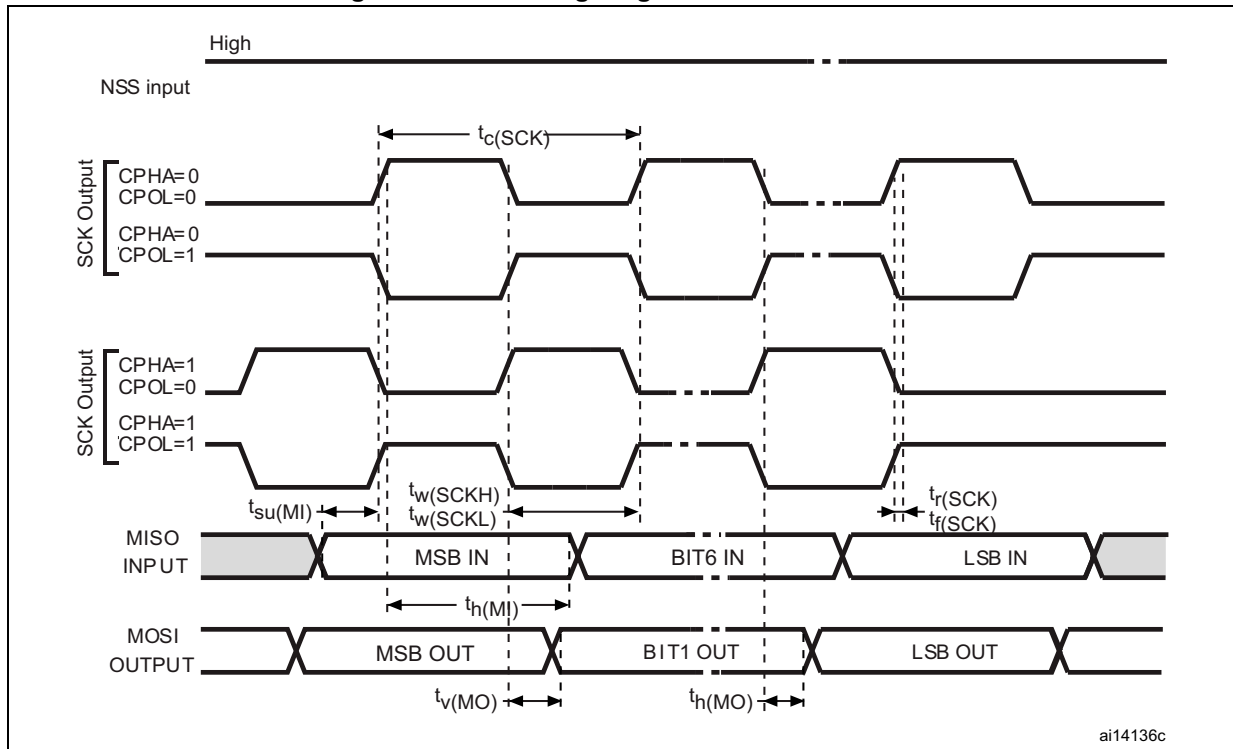 High
NSS input
tc(SCK)
SCK Output
CPHA=0
CPOL=0
CPHA=0
CPOL=1
SCK Output
CPHA=1
CPOL=0
CPHA=1
CPOL=1
tsu(MI)
tw(SCKH)
tw(SCKL)
tr(SCK)
tf(SCK)
MISO
INPUT
MSB IN
BIT6 IN
LSB IN
th(MI)
MOSI
OUTPUT
MSB OUT
BIT1 OUT
LSB OUT
tv(MO)
th(MO)
ai14136c